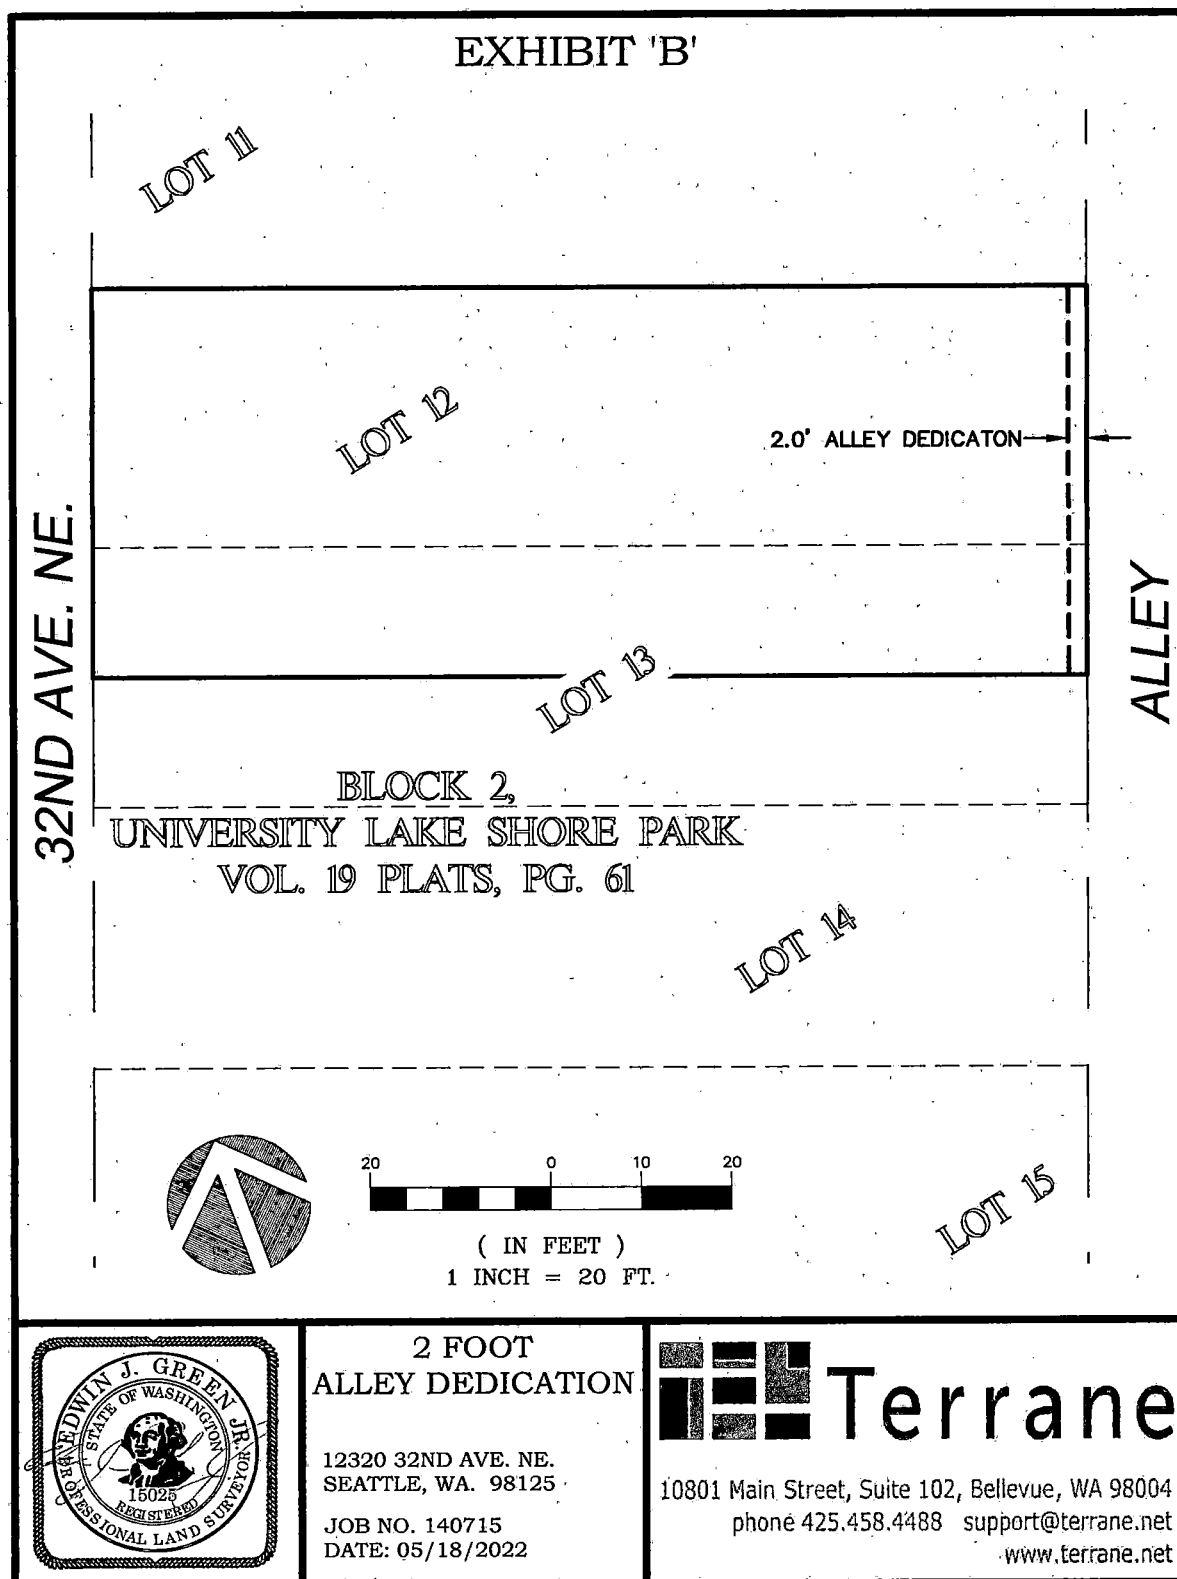 EXHIBIT 'B'
LOT 11
LOT 12
2.0' ALLEY DEDICATON
32ND AVE. NE.
ALLEY
LOT 13
BLOCK 2,
UNIVERSITY LAKE SHORE PARK
VOL. 19 PLATS, PG. 61
LOT 14
LOT 15
20 0 10 20
( IN FEET )
1 INCH = 20 FT.
EDWIN J. GREEN JR.
STATE OF WASHINGTON
15025
REGISTERED
PROFESSIONAL LAND SURVEYOR
2 FOOT
ALLEY DEDICATION
12320 32ND AVE. NE.
SEATTLE, WA. 98125
JOB NO. 140715
DATE: 05/18/2022
Terrane
10801 Main Street, Suite 102, Bellevue, WA 98004
phone 425.458.4488 support@terrane.net
www.terrane.net